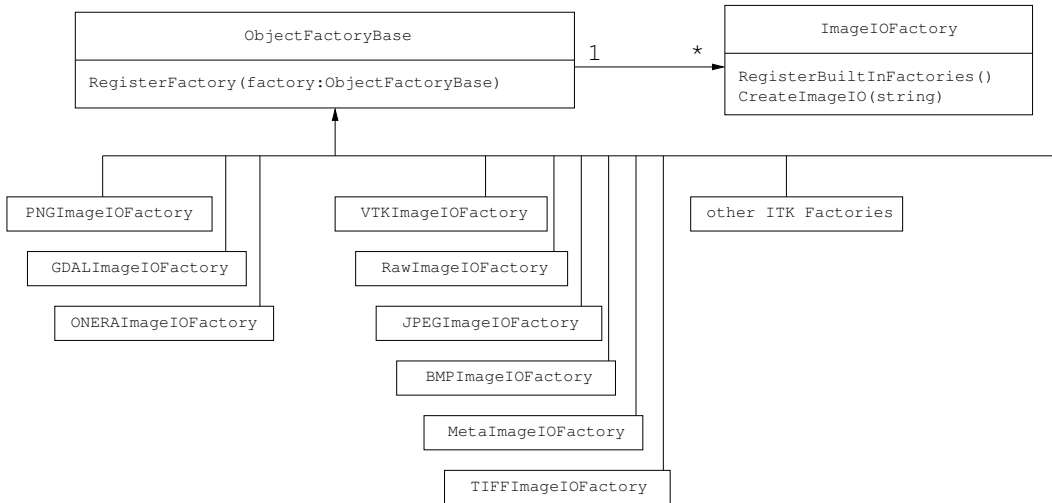 ObjectFactoryBase
RegisterFactory(factory:ObjectFactoryBase)
1
*
ImageIOFactory
RegisterBuiltInFactories()
CreateImageIO(string)
PNGImageIOFactory
GDALImageIOFactory
ONERAImageIOFactory
VTKImageIOFactory
RawImageIOFactory
JPEGImageIOFactory
BMPImageIOFactory
MetaImageIOFactory
TIFFImageIOFactory
other ITK Factories